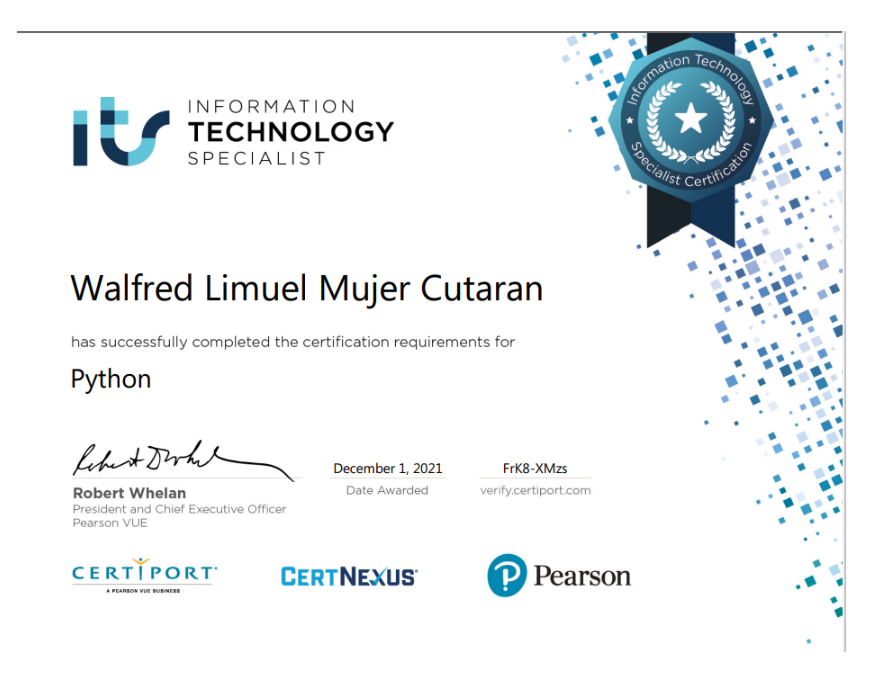 its
INFORMATION
TECHNOLOGY
SPECIALIST
Information Technology
Specialist Certification
Walfred Limuel Mujer Cutaran
has successfully completed the certification requirements for
Python
Robert Whelan
President and Chief Executive Officer
Pearson VUE
December 1, 2021
Date Awarded
FrK8-XMzs
verify.certiport.com
CERTIPORT
A PEARSON VUE BUSINESS
CERTNEXUS
P Pearson